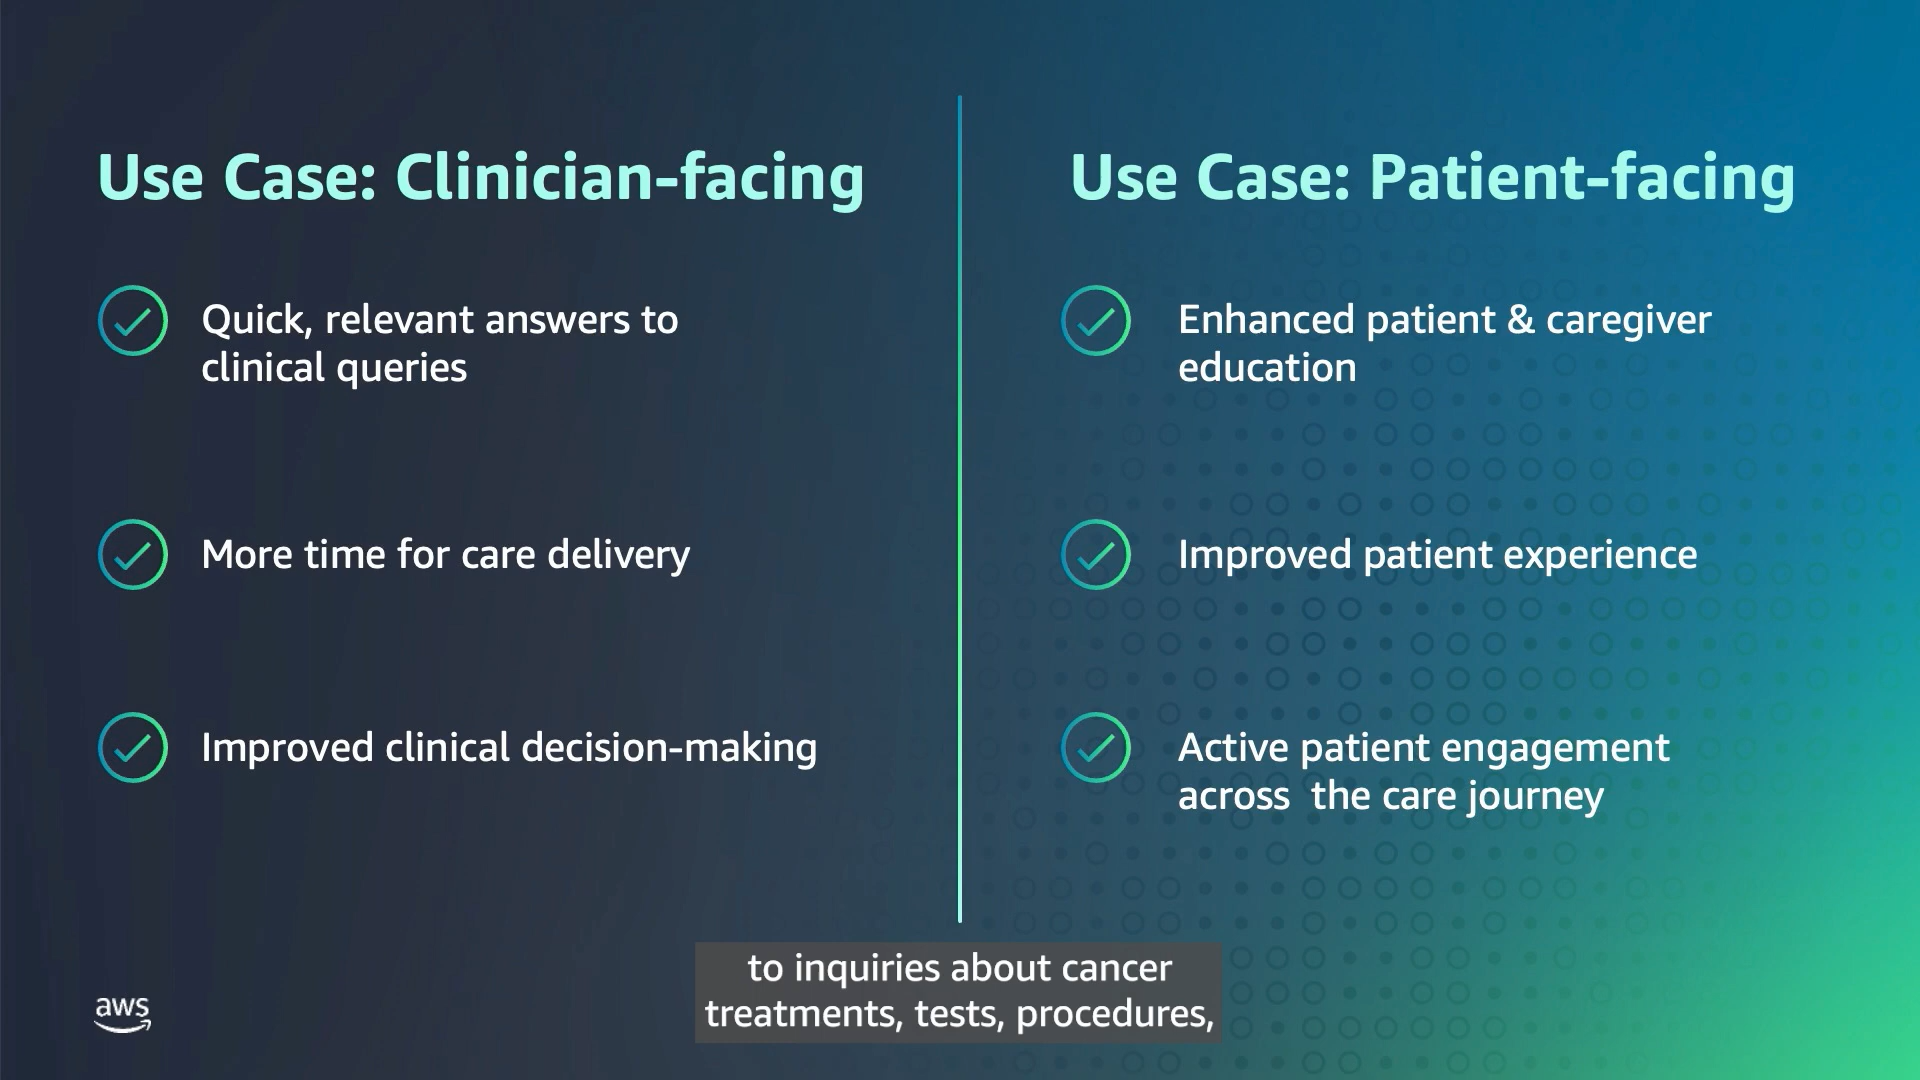 Use Case: Clinician-facing
Quick, relevant answers to
clinical queries
More time for care delivery
Improved clinical decision-making
Use Case: Patient-facing
Enhanced patient & caregiver
education
Improved patient experience
Active patient engagement
across  the care journey
to inquiries about cancer
treatments, tests, procedures,
aws